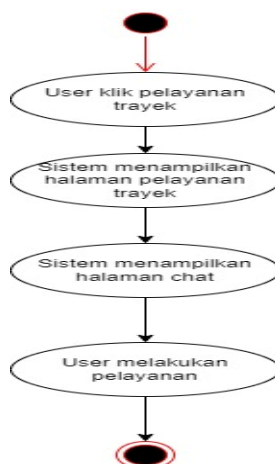 User klik pelayanan
trayek
Sistem menampilkan
halaman pelayanan
trayek
Sistem menampilkan
halaman chat
User melakukan
pelayanan